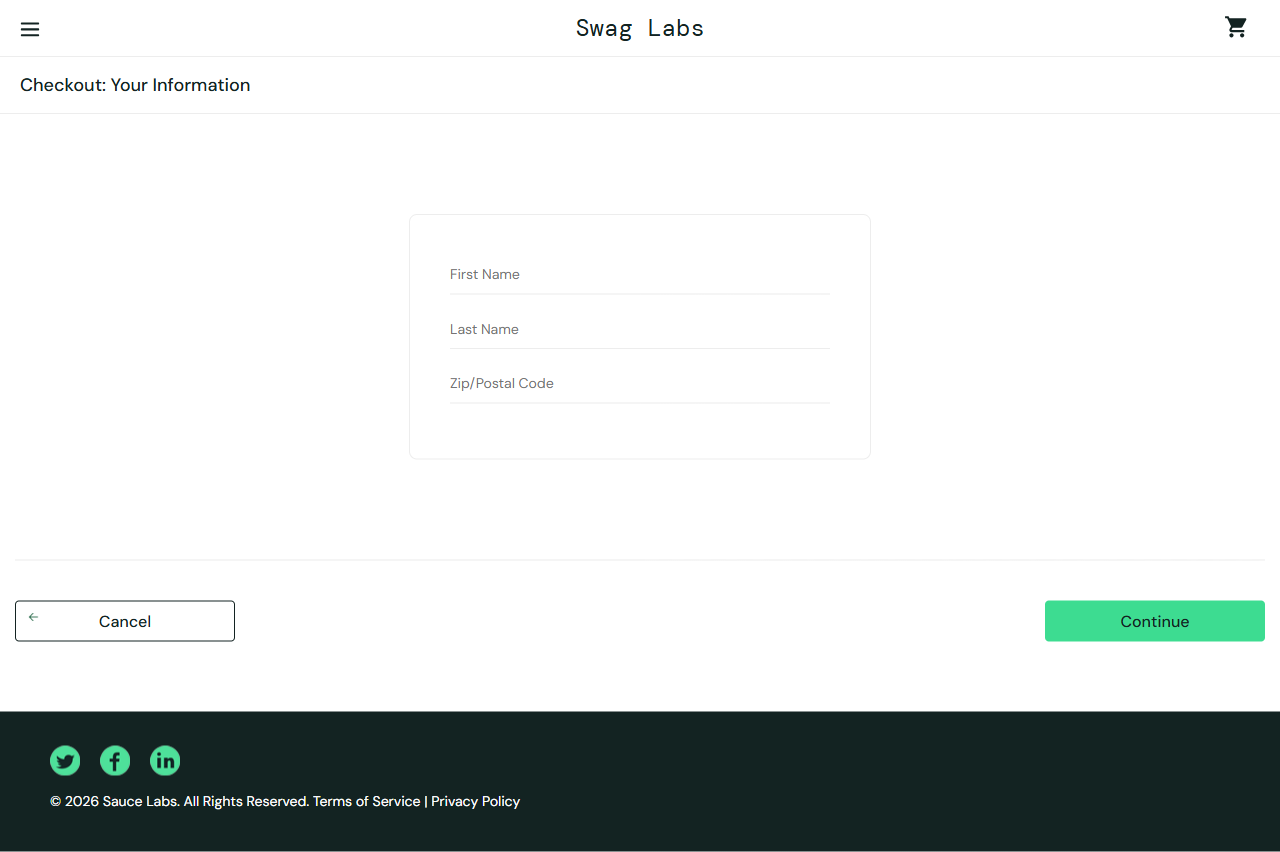 Swag Labs
Checkout: Your Information
First Name
Last Name
Zip/Postal Code
Cancel
Continue
© 2026 Sauce Labs. All Rights Reserved. Terms of Service | Privacy Policy